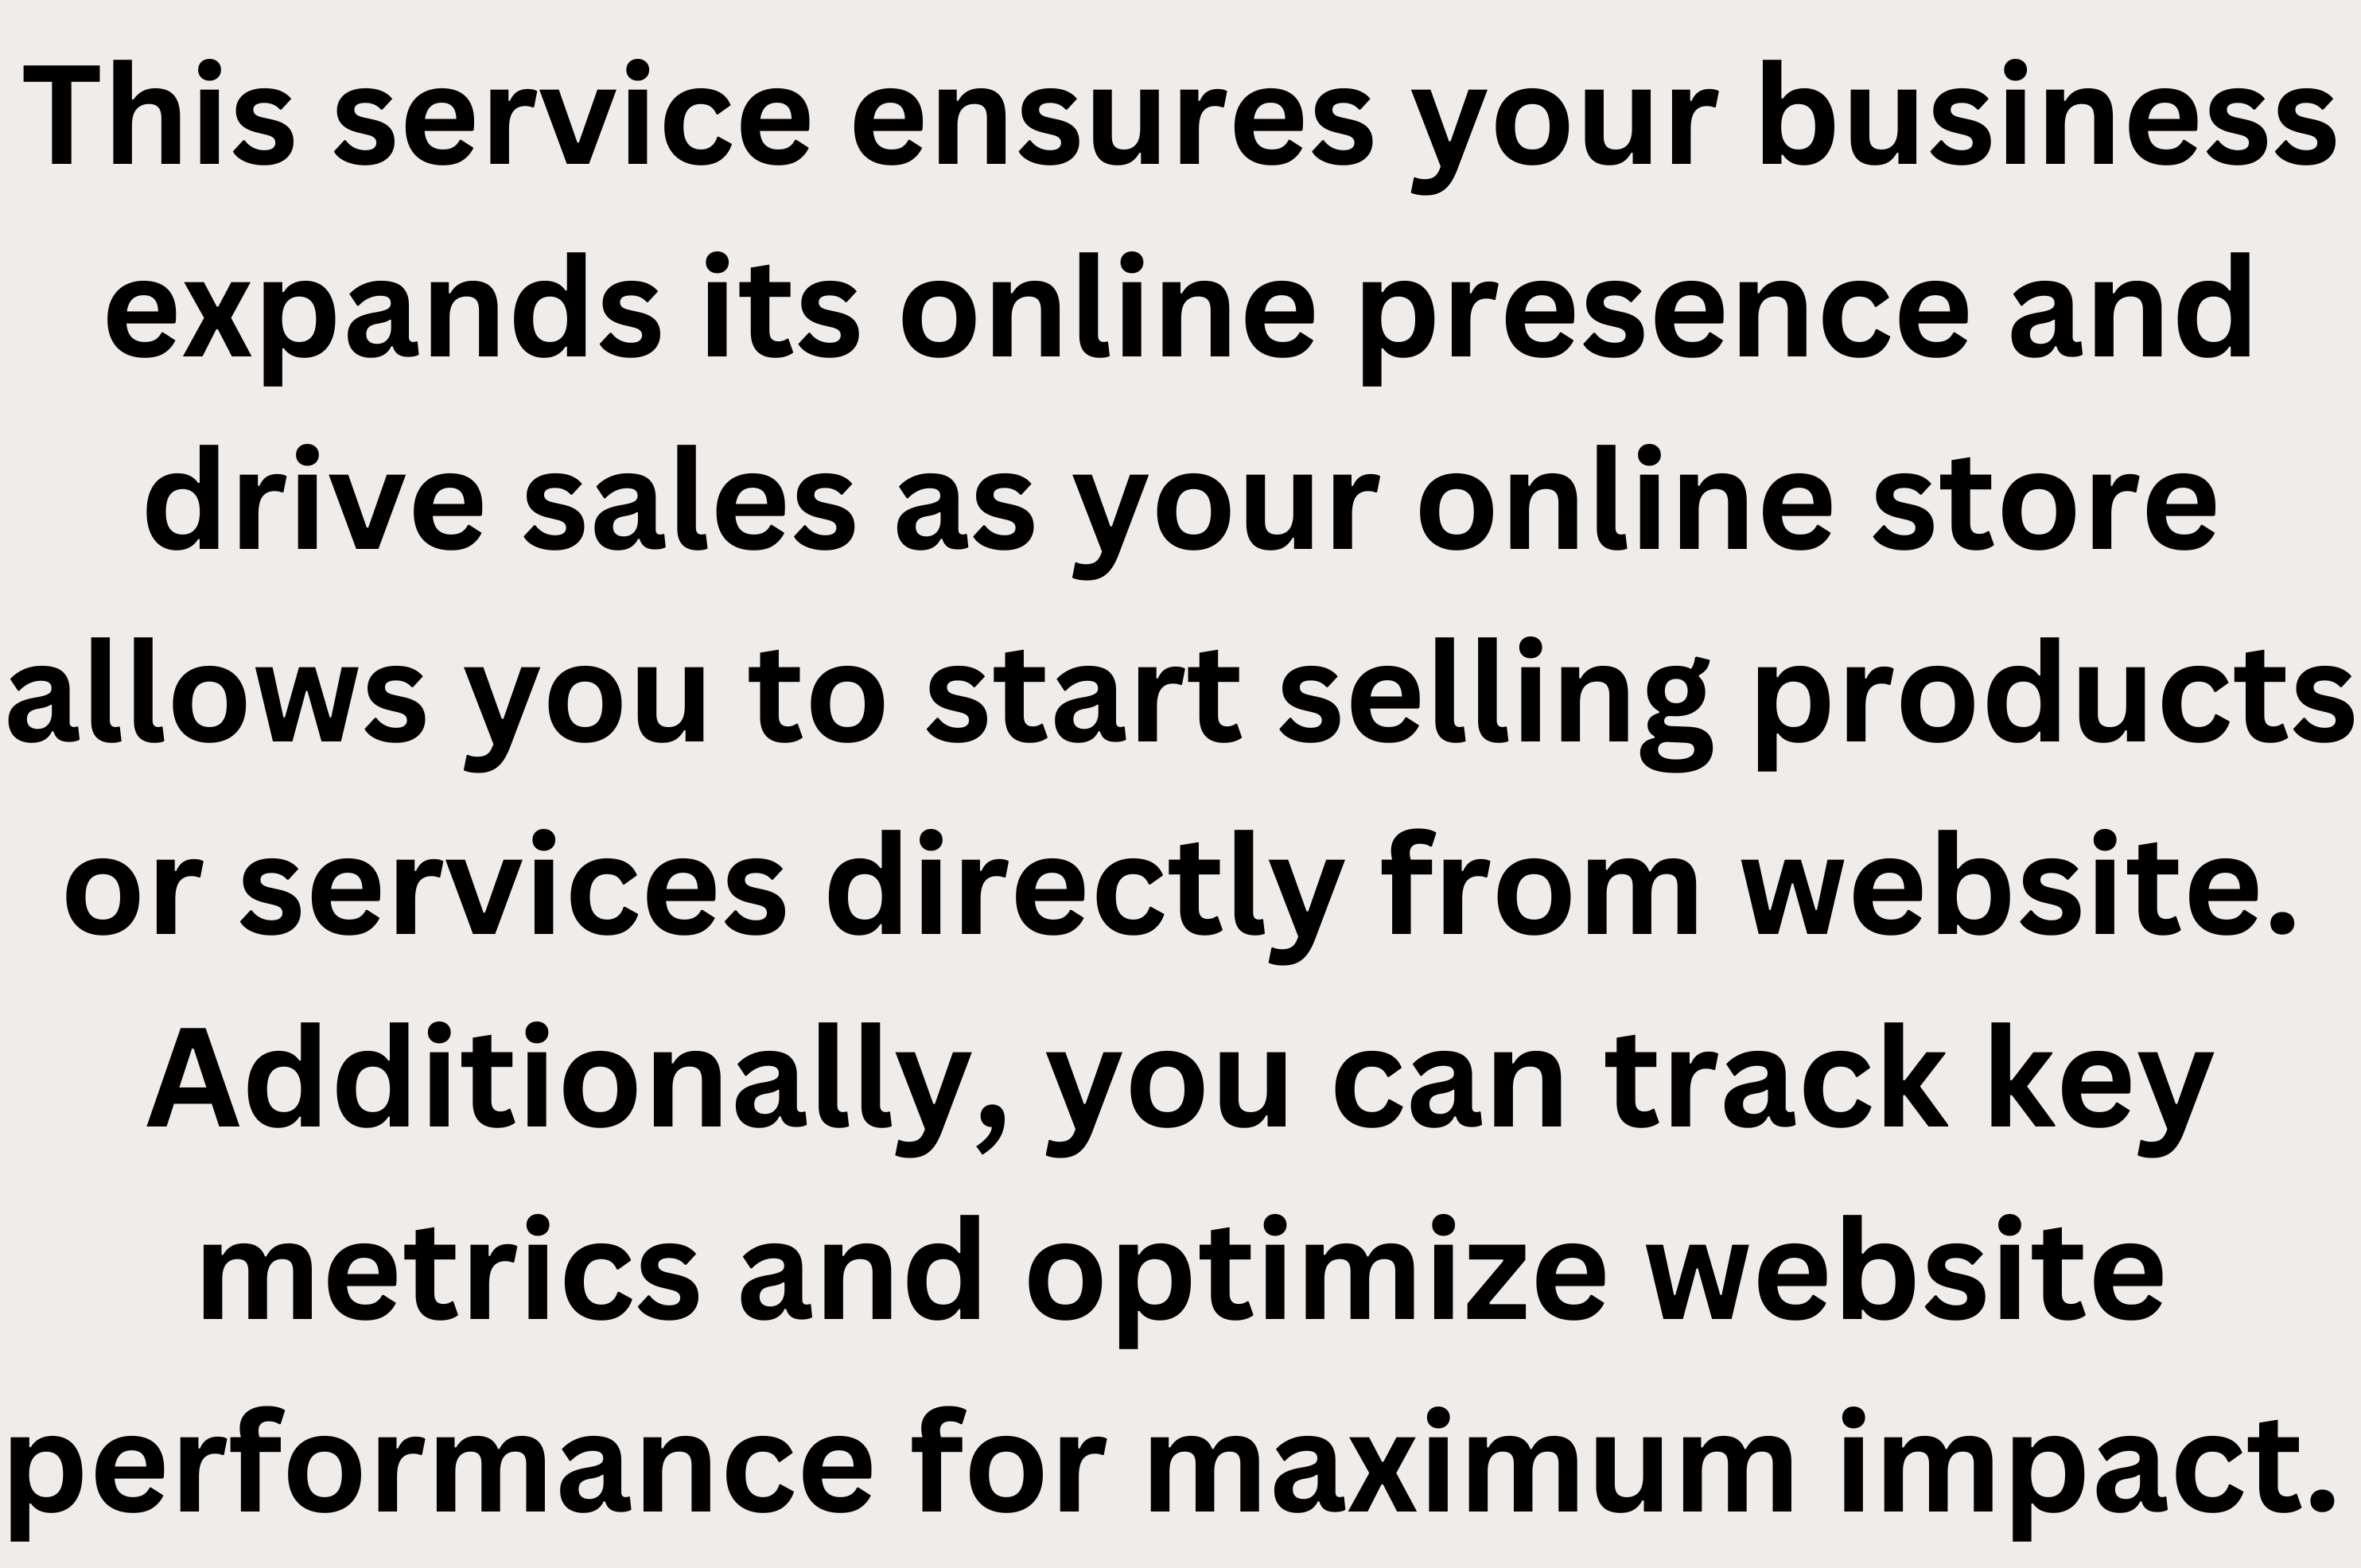 This service ensures your business
expands its online presence and
drive sales as your online store
allows you to start selling products
or services directly from website.
Additionally, you can track key
metrics and optimize website
performance for maximum impact.